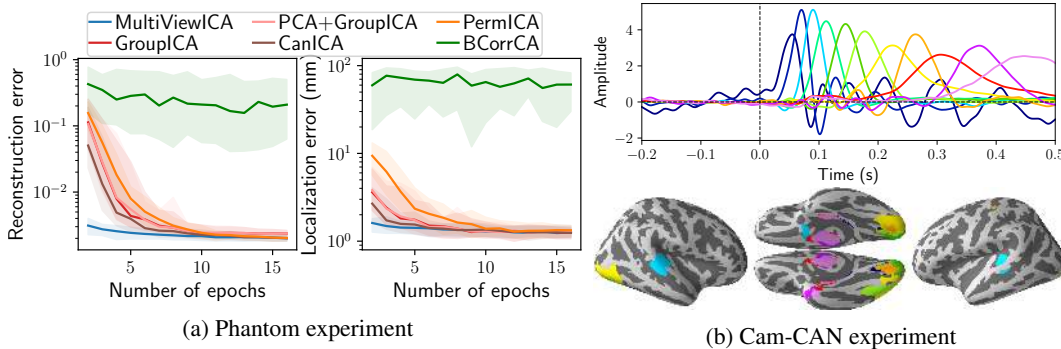 MultiViewICA PCA+GroupICA PermICA
GroupICA CanICA BCorrCA
Reconstruction error
10^0
10^-1
10^-2
5 10 15
Number of epochs
Localization error (mm)
10^2
10^1
10^0
5 10 15
Number of epochs
(a) Phantom experiment
Amplitude
5
2
0
−2
−0.2 −0.1 0.0 0.1 0.2 0.3 0.4 0.5
Time (s)
(b) Cam-CAN experiment